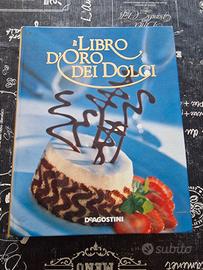 IL LIBRO
D'ORO
DEI DOLCI
DEAGOSTINI
subito